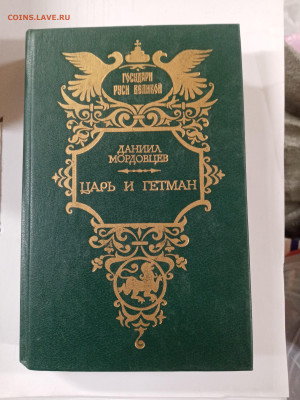 COINS.LAVE.RU
ГОСУДАРИ
РУСИ ВЕЛИКОЙ
ДАНИИЛ
МОРДОВЦЕВ
ЦАРЬ И ГЕТМАН